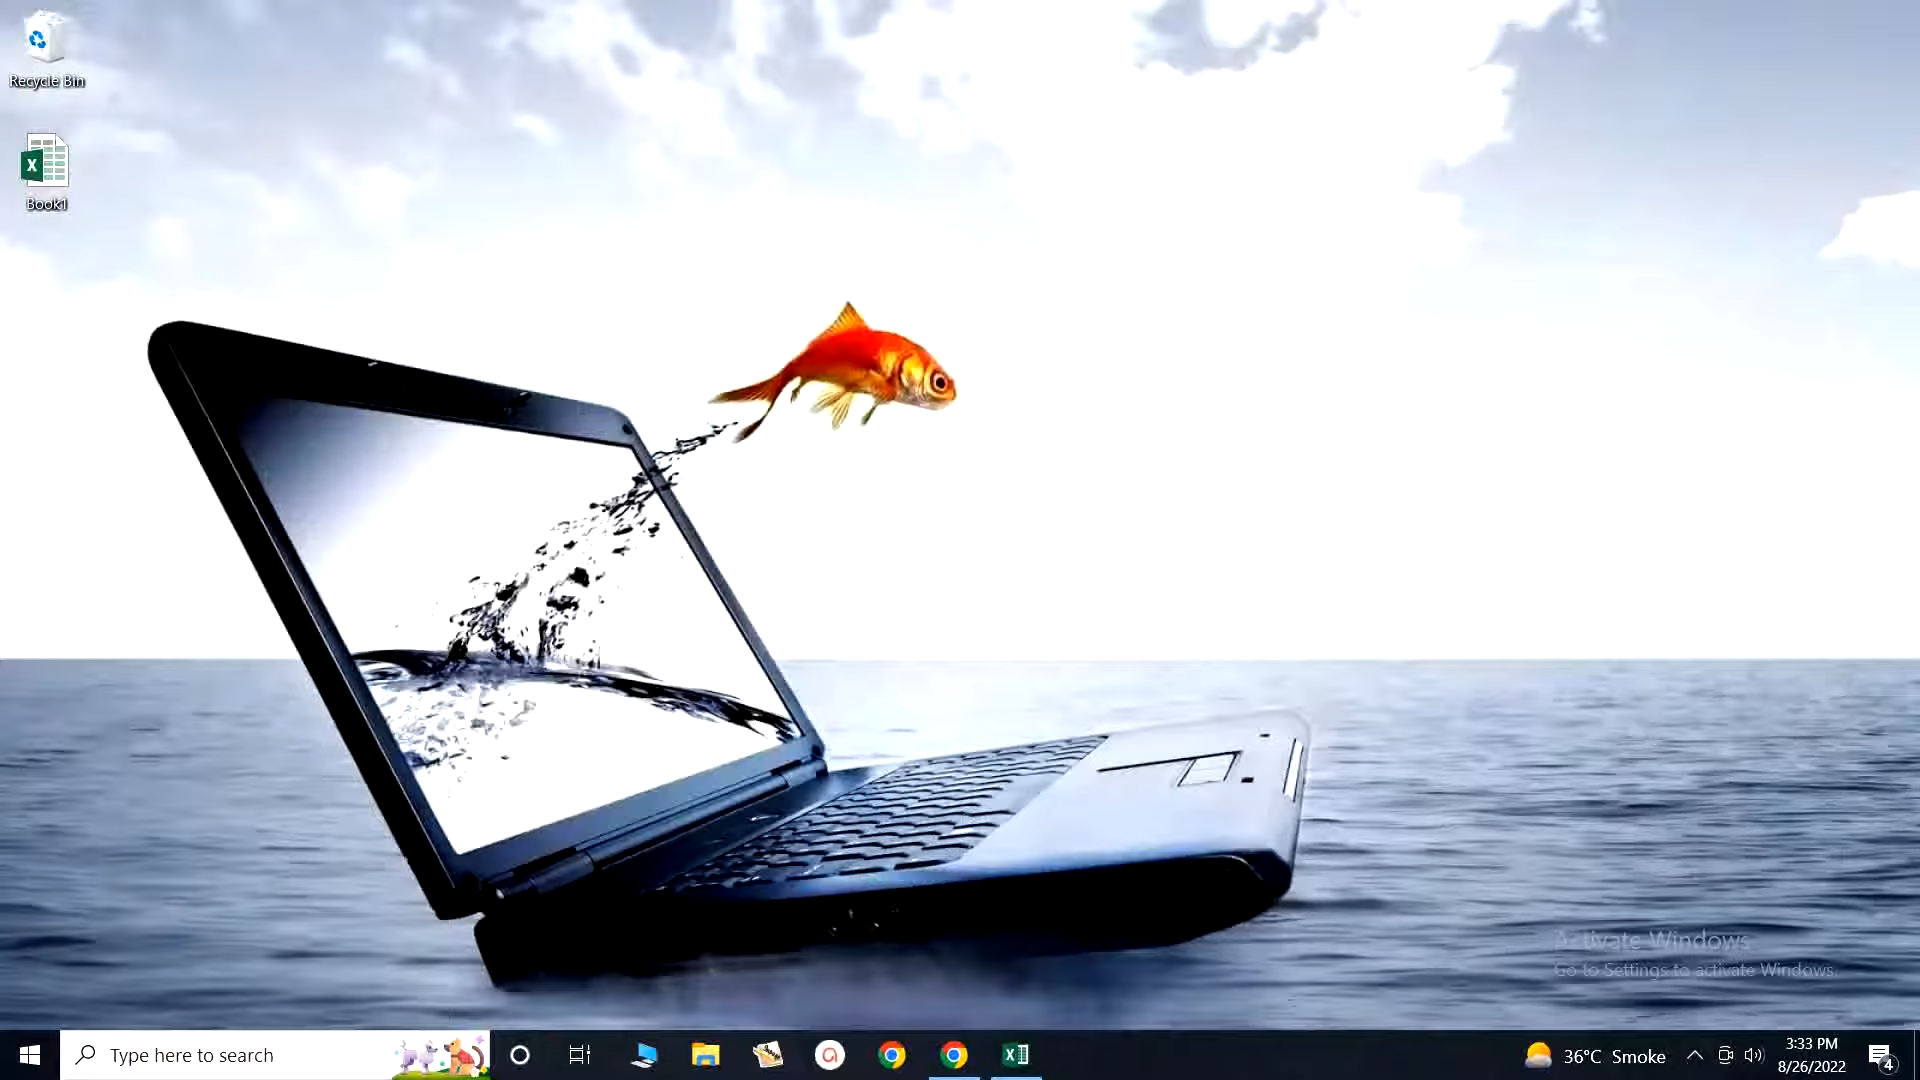 Recycle Bin
Book1
Activate Windows
Go to Settings to activate Windows.
Type here to search
36°C Smoke
3:33 PM
8/26/2022
4